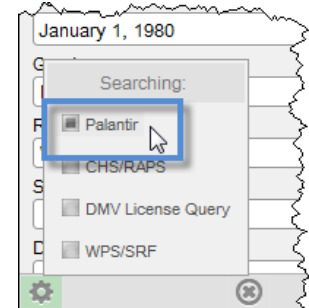 January 1, 1980
G
Searching:
Palantir
R
CHS/RAPS
S
DMV License Query
D
WPS/SRF